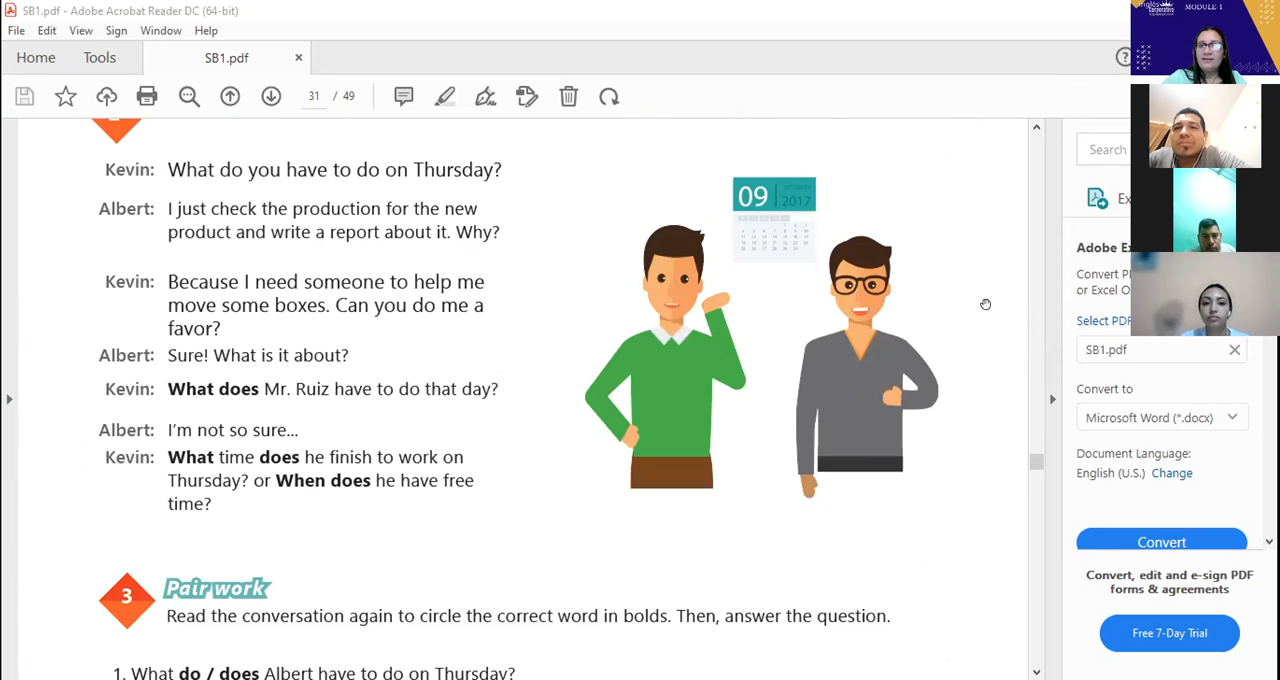 SB1.pdf - Adobe Acrobat Reader DC (64-bit)
File Edit View Sign Window Help
Home Tools SB1.pdf ×
31 / 49
Kevin: What do you have to do on Thursday?
Albert: I just check the production for the new
product and write a report about it. Why?
Kevin: Because I need someone to help me
move some boxes. Can you do me a
favor?
Albert: Sure! What is it about?
Kevin: What does Mr. Ruiz have to do that day?
Albert: I'm not so sure...
Kevin: What time does he finish to work on
Thursday? or When does he have free
time?
09
2017
3 Pair work
Read the conversation again to circle the correct word in bolds. Then, answer the question.
1. What do / does Albert have to do on Thursday?
MODULE 1
Search
Ex
Adobe Ex
Convert P
or Excel O
Select PDF
SB1.pdf
Convert to
Microsoft Word (*.docx)
Document Language:
English (U.S.) Change
Convert
Convert, edit and e-sign PDF
forms & agreements
Free 7-Day Trial